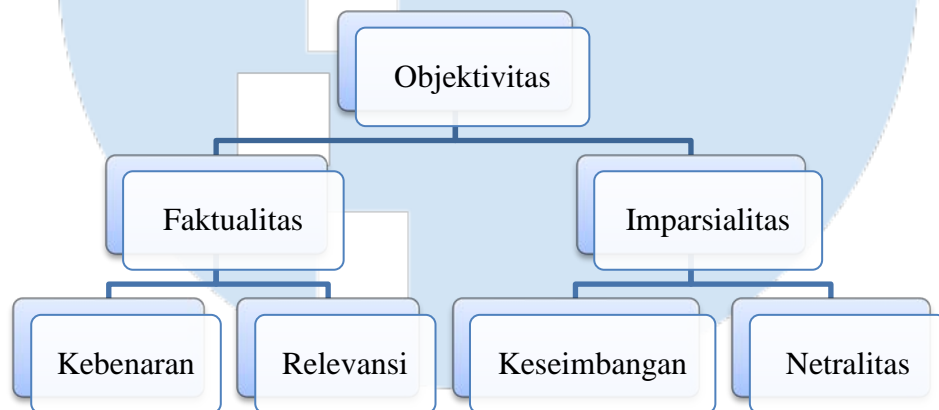 Objektivitas
Faktualitas
Imparsialitas
Kebenaran
Relevansi
Keseimbangan
Netralitas